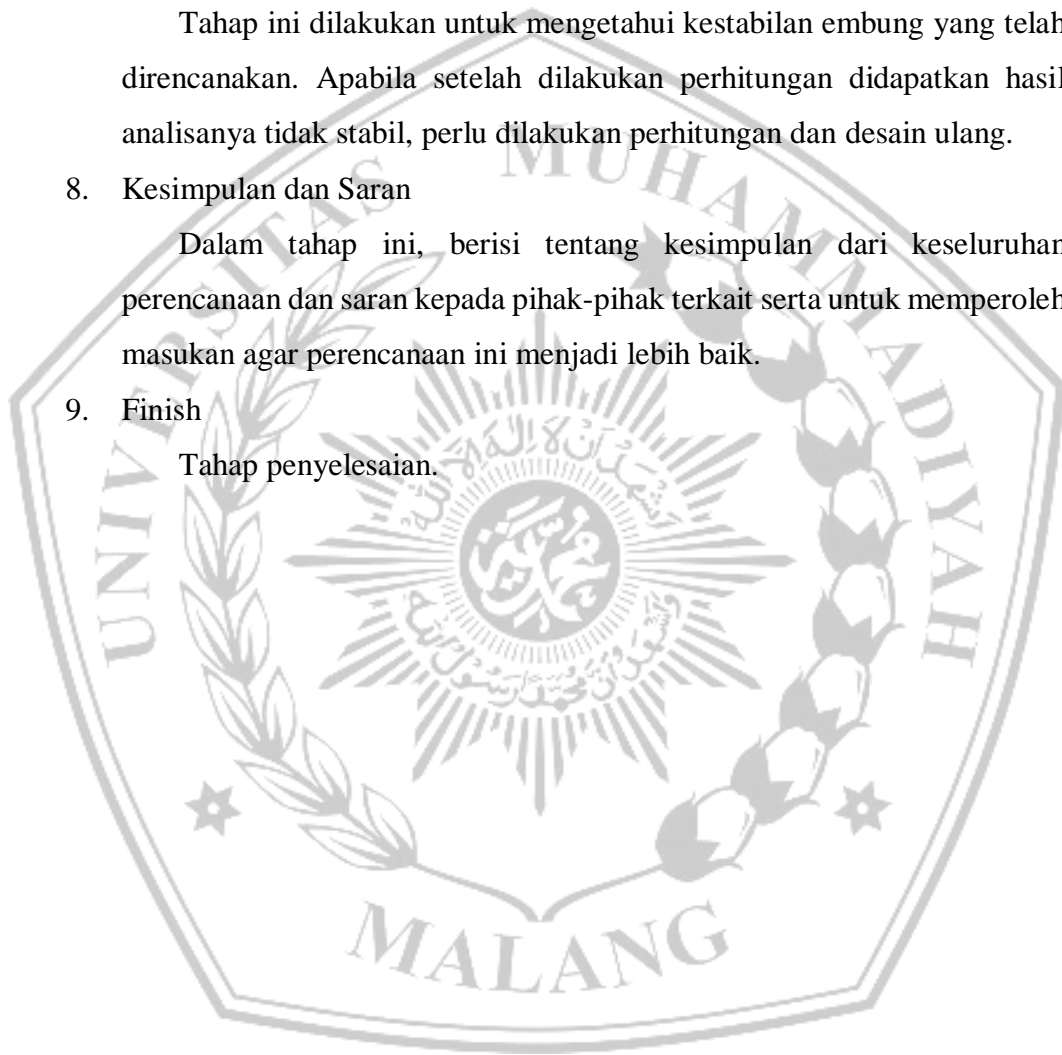 Tahap ini dilakukan untuk mengetahui kestabilan embung yang telah
direncanakan. Apabila setelah dilakukan perhitungan didapatkan hasil
analisanya tidak stabil, perlu dilakukan perhitungan dan desain ulang.
8. Kesimpulan dan Saran
Dalam tahap ini, berisi tentang kesimpulan dari keseluruhan
perencanaan dan saran kepada pihak-pihak terkait serta untuk memperoleh
masukan agar perencanaan ini menjadi lebih baik.
9. Finish
Tahap penyelesaian.
UNIVERSITAS MUHAMMADIYAH
MALANG